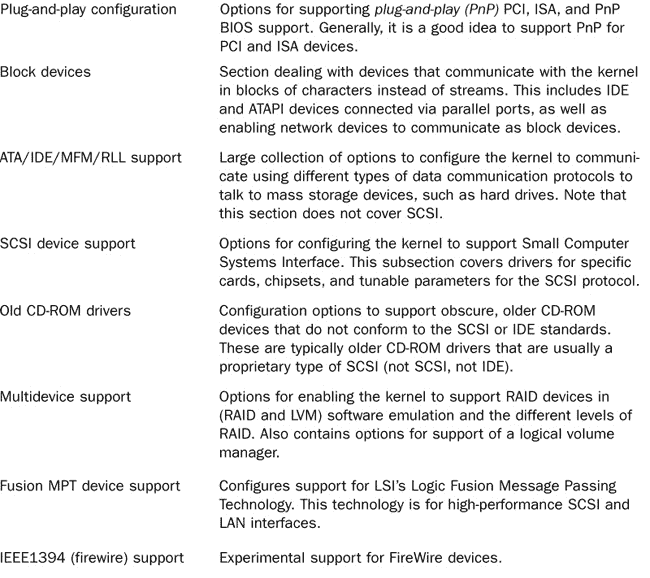 Plug-and-play configuration Options for supporting plug-and-play (PnP) PCI, ISA, and PnP
BIOS support. Generally, it is a good idea to support PnP for
PCI and ISA devices.
Block devices Section dealing with devices that communicate with the kernel
in blocks of characters instead of streams. This includes IDE
and ATAPI devices connected via parallel ports, as well as
enabling network devices to communicate as block devices.
ATA/IDE/MFM/RLL support Large collection of options to configure the kernel to communi-
cate using different types of data communication protocols to
talk to mass storage devices, such as hard drives. Note that
this section does not cover SCSI.
SCSI device support Options for configuring the kernel to support Small Computer
Systems Interface. This subsection covers drivers for specific
cards, chipsets, and tunable parameters for the SCSI protocol.
Old CD-ROM drivers Configuration options to support obscure, older CD-ROM
devices that do not conform to the SCSI or IDE standards.
These are typically older CD-ROM drivers that are usually a
proprietary type of SCSI (not SCSI, not IDE).
Multidevice support Options for enabling the kernel to support RAID devices in
(RAID and LVM) software emulation and the different levels of
RAID. Also contains options for support of a logical volume
manager.
Fusion MPT device support Configures support for LSI's Logic Fusion Message Passing
Technology. This technology is for high-performance SCSI and
LAN interfaces.
IEEE1394 (firewire) support Experimental support for FireWire devices.